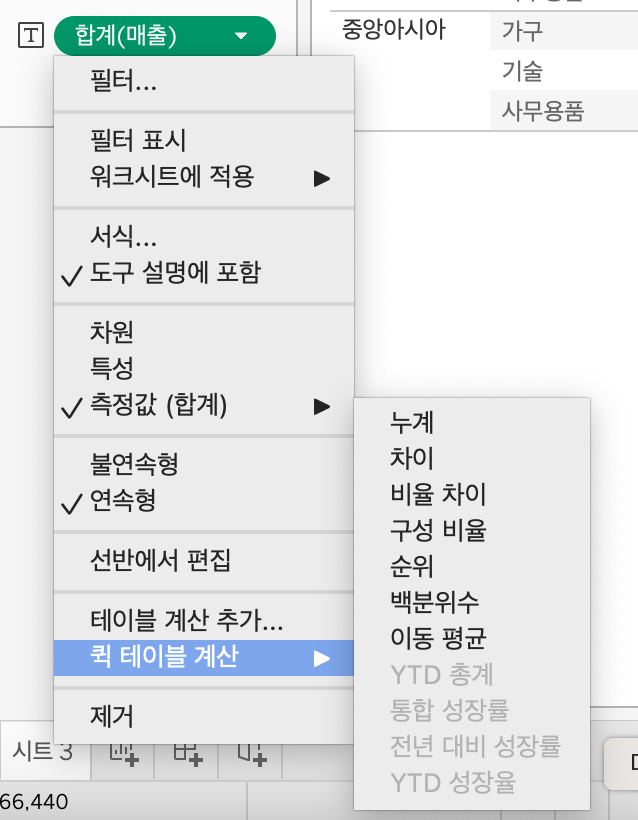 T 합계(매출)
중앙아시아
가구
기술
사무용품
필터...
필터 표시
워크시트에 적용
서식...
도구 설명에 포함
차원
특성
측정값 (합계)
불연속형
연속형
선반에서 편집
테이블 계산 추가...
퀵 테이블 계산
제거
누계
차이
비율 차이
구성 비율
순위
백분위수
이동 평균
YTD 총계
통합 성장률
전년 대비 성장률
YTD 성장율
시트 3
66,440